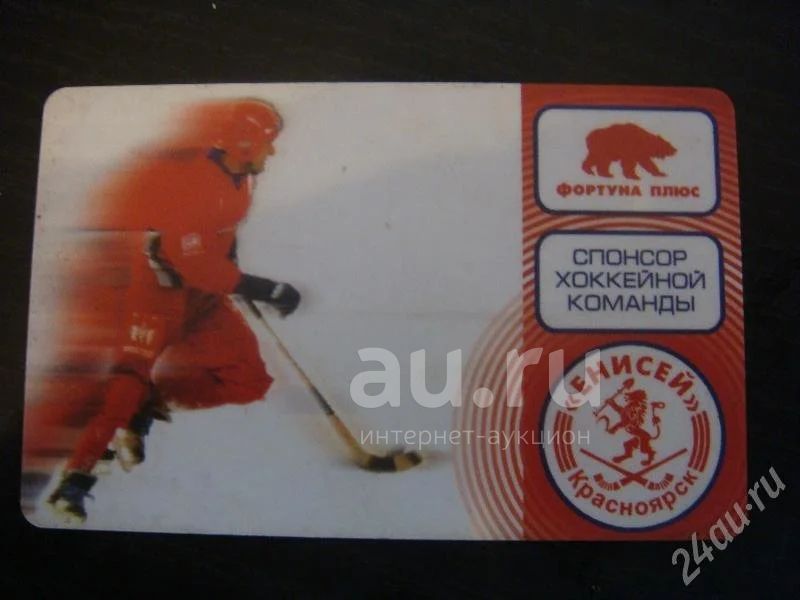 ФОРТУНА ПЛЮС
СПОНСОР
ХОККЕЙНОЙ
КОМАНДЫ
«ЕНИСЕЙ»
Красноярск
au.ru
интернет-аукцион
24au.ru